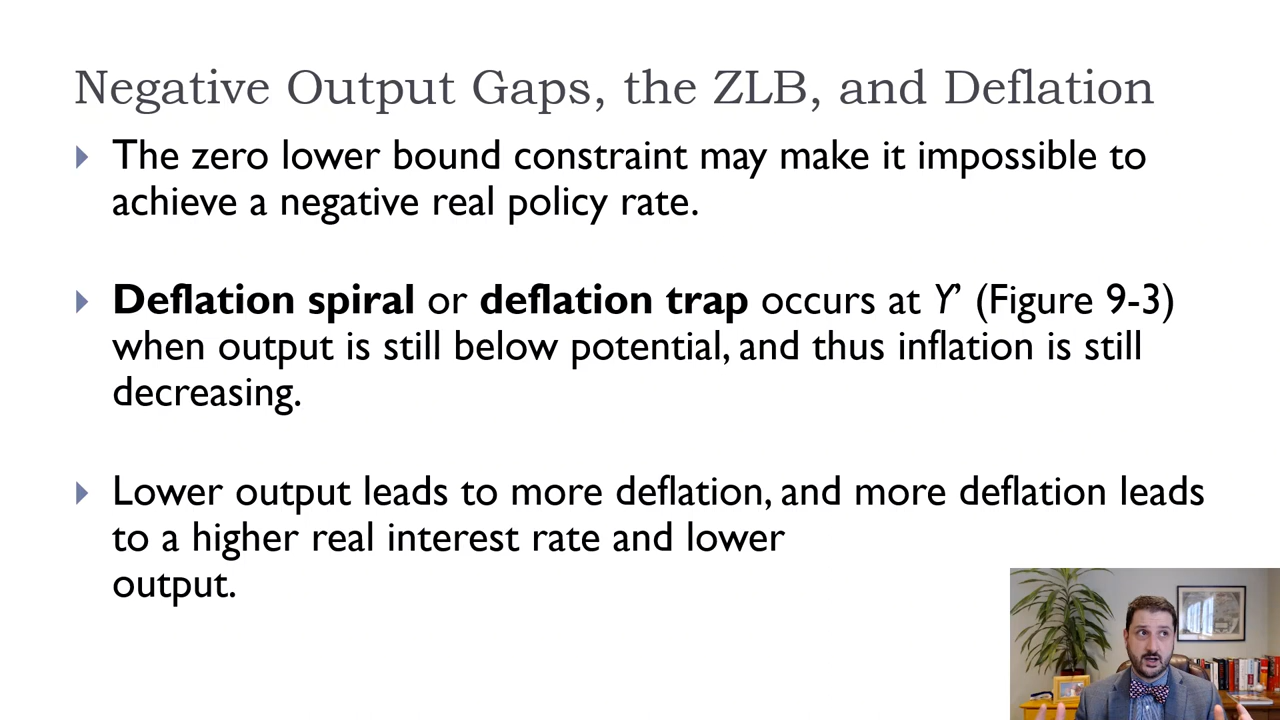 Negative Output Gaps, the ZLB, and Deflation
The zero lower bound constraint may make it impossible to
achieve a negative real policy rate.
Deflation spiral or deflation trap occurs at Y’ (Figure 9-3)
when output is still below potential, and thus inflation is still
decreasing.
Lower output leads to more deflation, and more deflation leads
to a higher real interest rate and lower
output.